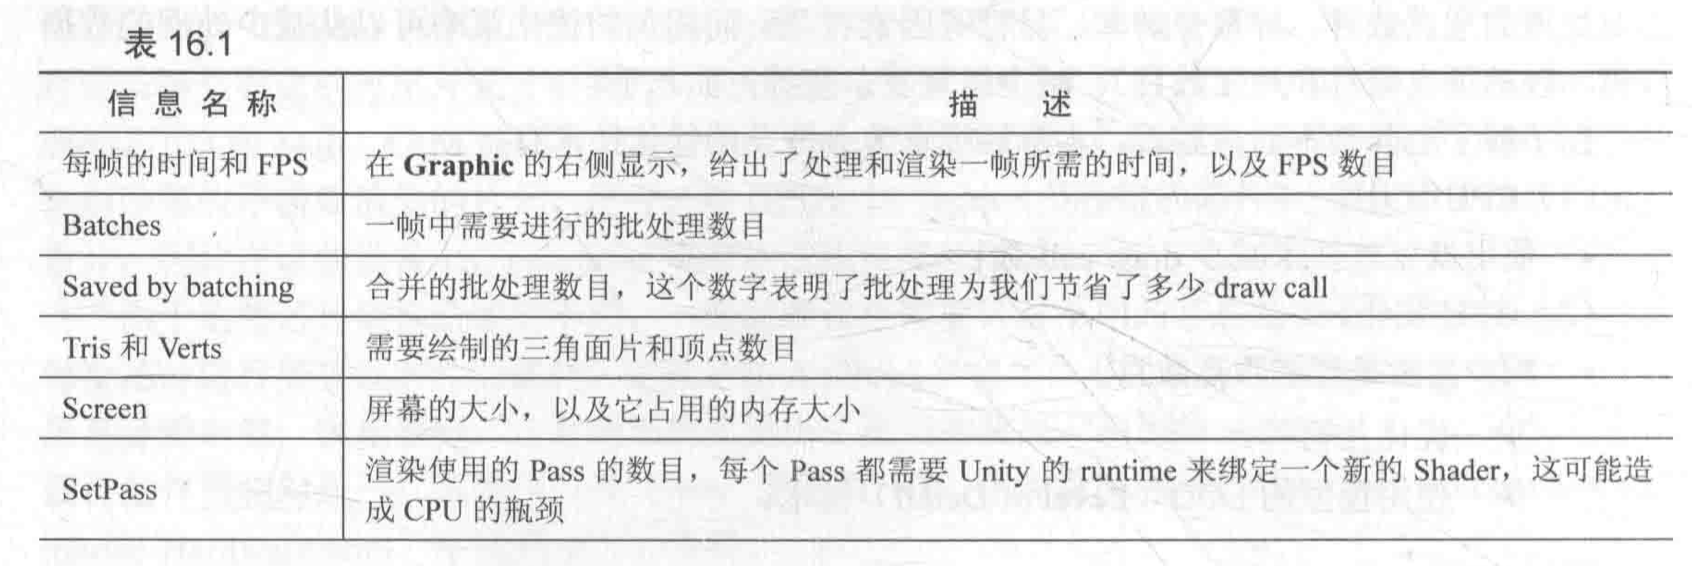 表 16.1
信 息 名 称 描 述
每帧的时间和 FPS 在 Graphic 的右侧显示，给出了处理和渲染一帧所需的时间，以及 FPS 数目
Batches 一帧中需要进行的批处理数目
Saved by batching 合并的批处理数目，这个数字表明了批处理为我们节省了多少 draw call
Tris 和 Verts 需要绘制的三角面片和顶点数目
Screen 屏幕的大小，以及它占用的内存大小
SetPass 渲染使用的 Pass 的数目，每个 Pass 都需要 Unity 的 runtime 来绑定一个新的 Shader，这可能造
成 CPU 的瓶颈